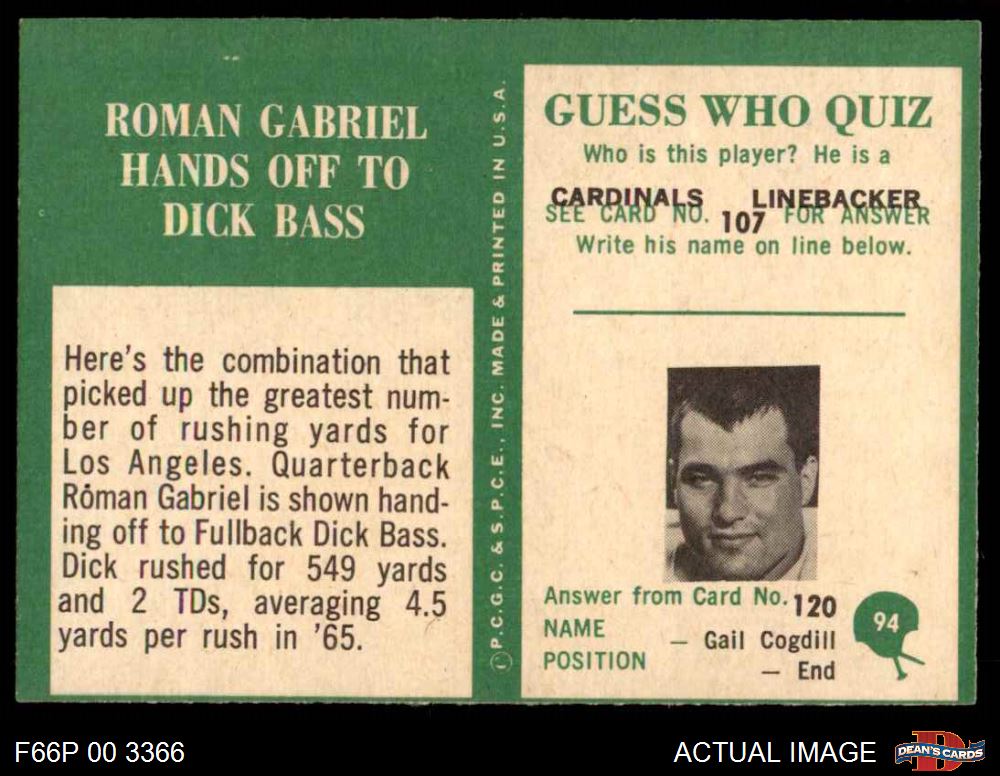 ROMAN GABRIEL
HANDS OFF TO
DICK BASS
Here's the combination that
picked up the greatest num-
ber of rushing yards for
Los Angeles. Quarterback
Roman Gabriel is shown hand-
ing off to Fullback Dick Bass.
Dick rushed for 549 yards
and 2 TDs, averaging 4.5
yards per rush in '65.
© P.C.G.C. & S.P.C.E., INC. MADE & PRINTED IN U.S.A.
GUESS WHO QUIZ
Who is this player? He is a
CARDINALS LINEBACKER
SEE CARD NO. 107 FOR ANSWER
Write his name on line below.
Answer from Card No. 120
NAME – Gail Cogdill
POSITION – End
94
F66P 00 3366
ACTUAL IMAGE
DEAN'S CARDS